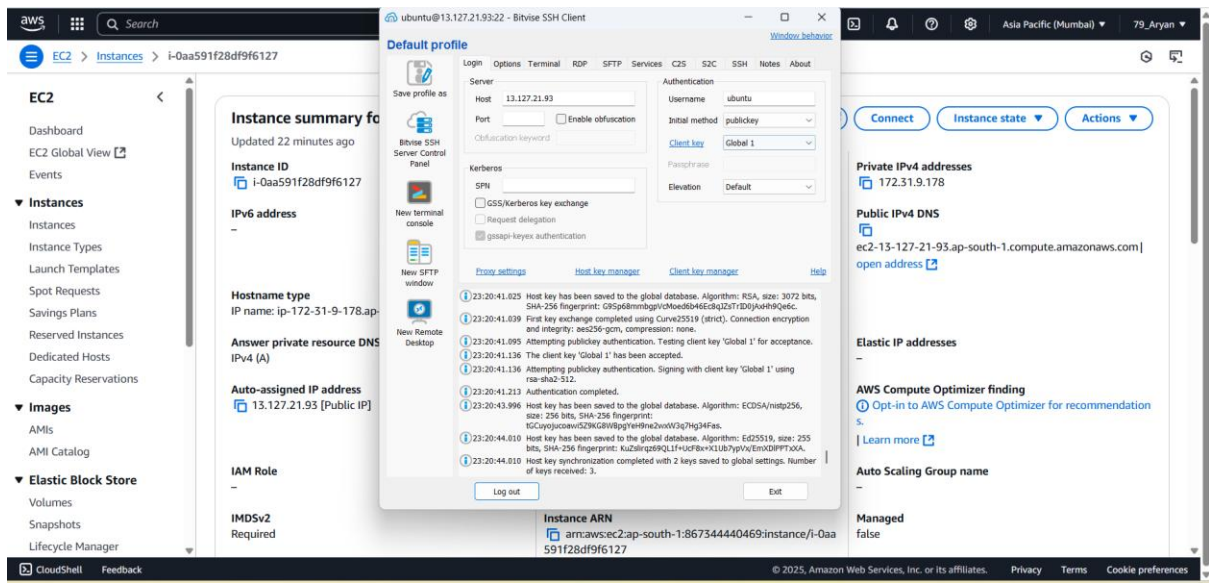 aws
Search
Asia Pacific (Mumbai) ▼
79_Aryan ▼
EC2 > Instances > i-0aa591f28df9f6127
EC2
Dashboard
EC2 Global View
Events
▼ Instances
Instances
Instance Types
Launch Templates
Spot Requests
Savings Plans
Reserved Instances
Dedicated Hosts
Capacity Reservations
▼ Images
AMIs
AMI Catalog
▼ Elastic Block Store
Volumes
Snapshots
Lifecycle Manager
Instance summary fo
Updated 22 minutes ago
Instance ID
i-0aa591f28df9f6127
IPv6 address
–
Hostname type
IP name: ip-172-31-9-178.ap-
Answer private resource DNS
IPv4 (A)
Auto-assigned IP address
13.127.21.93 [Public IP]
IAM Role
–
IMDSv2
Required
ubuntu@13.127.21.93:22 - Bitvise SSH Client
Default profile
Window behavior
Save profile as
Bitvise SSH
Server Control
Panel
New terminal
console
New SFTP
window
New Remote
Desktop
Login Options Terminal RDP SFTP Services C2S S2C SSH Notes About
Server
Host 13.127.21.93
Port Enable obfuscation
Obfuscation keyword
Kerberos
SPN
GSS/Kerberos key exchange
Request delegation
gssapi-keyex authentication
Authentication
Username ubuntu
Initial method publickey
Client key Global 1
Passphrase
Elevation Default
Proxy settings Host key manager Client key manager Help
23:20:41.025 Host key has been saved to the global database. Algorithm: RSA, size: 3072 bits,
SHA-256 fingerprint:
23:20:41.039 First key exchange completed using Curve25519 (strict). Connection encryption
and integrity: aes256-gcm, compression: none.
23:20:41.095 Attempting publickey authentication. Testing client key 'Global 1' for acceptance.
23:20:41.136 The client key 'Global 1' has been accepted.
23:20:41.136 Attempting publickey authentication. Signing with client key 'Global 1' using
rsa-sha2-512.
23:20:41.213 Authentication completed.
23:20:43.996 Host key has been saved to the global database. Algorithm: ECDSA/nistp256,
size: 256 bits, SHA-256 fingerprint:
23:20:44.010 Host key has been saved to the global database. Algorithm: Ed25519, size: 255
bits, SHA-256 fingerprint:
23:20:44.010 Host key synchronization completed with 2 keys saved to global settings. Number
of keys received: 3.
Log out
Exit
Instance ARN
arn:aws:ec2:ap-south-1:867344440469:instance/i-0aa
591f28df9f6127
Connect
Instance state ▼
Actions ▼
Private IPv4 addresses
172.31.9.178
Public IPv4 DNS
ec2-13-127-21-93.ap-south-1.compute.amazonaws.com |
open address
Elastic IP addresses
–
AWS Compute Optimizer finding
Opt-in to AWS Compute Optimizer for recommendation
s.
| Learn more
Auto Scaling Group name
–
Managed
false
CloudShell Feedback
© 2025, Amazon Web Services, Inc. or its affiliates. Privacy Terms Cookie preferences